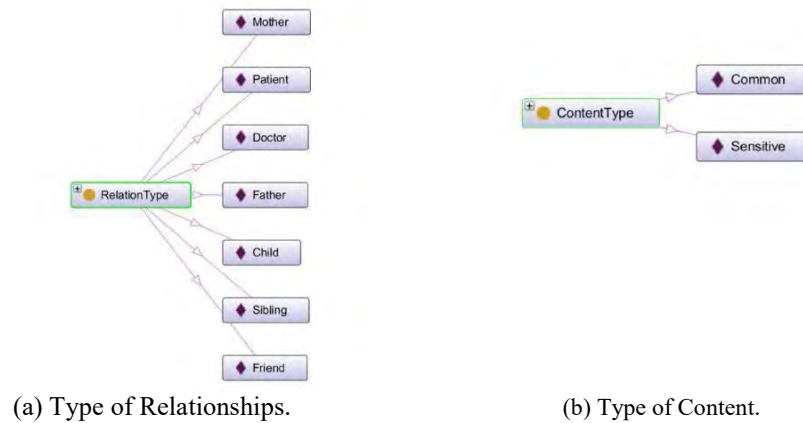 Mother
Patient
Doctor
RelationType
Father
Child
Sibling
Friend
(a) Type of Relationships.
Common
ContentType
Sensitive
(b) Type of Content.